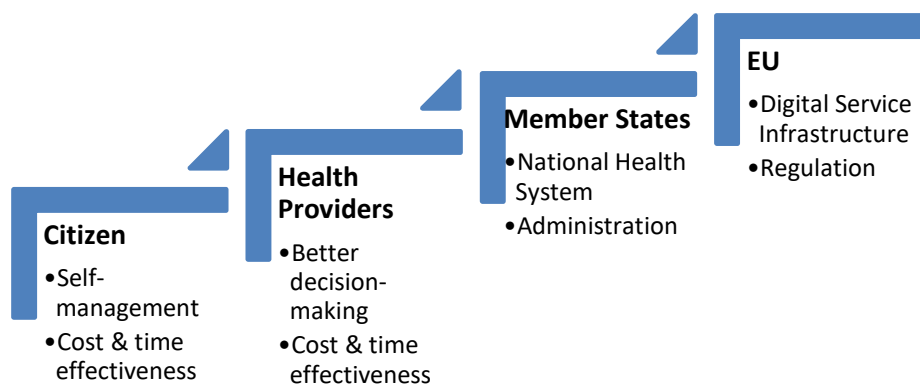 Citizen
•Self-
management
•Cost & time
effectiveness
Health
Providers
•Better
decision-
making
•Cost & time
effectiveness
Member States
•National Health
System
•Administration
EU
•Digital Service
Infrastructure
•Regulation